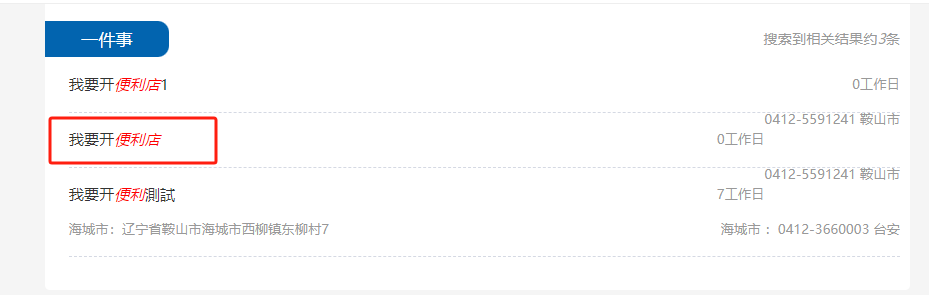 一件事
搜索到相关结果约3条
我要开便利店1
0工作日
0412-5591241 鞍山市
我要开便利店
0工作日
0412-5591241 鞍山市
我要开便利測試
7工作日
海城市：辽宁省鞍山市海城市西柳镇东柳村7
海城市 ：0412-3660003 台安